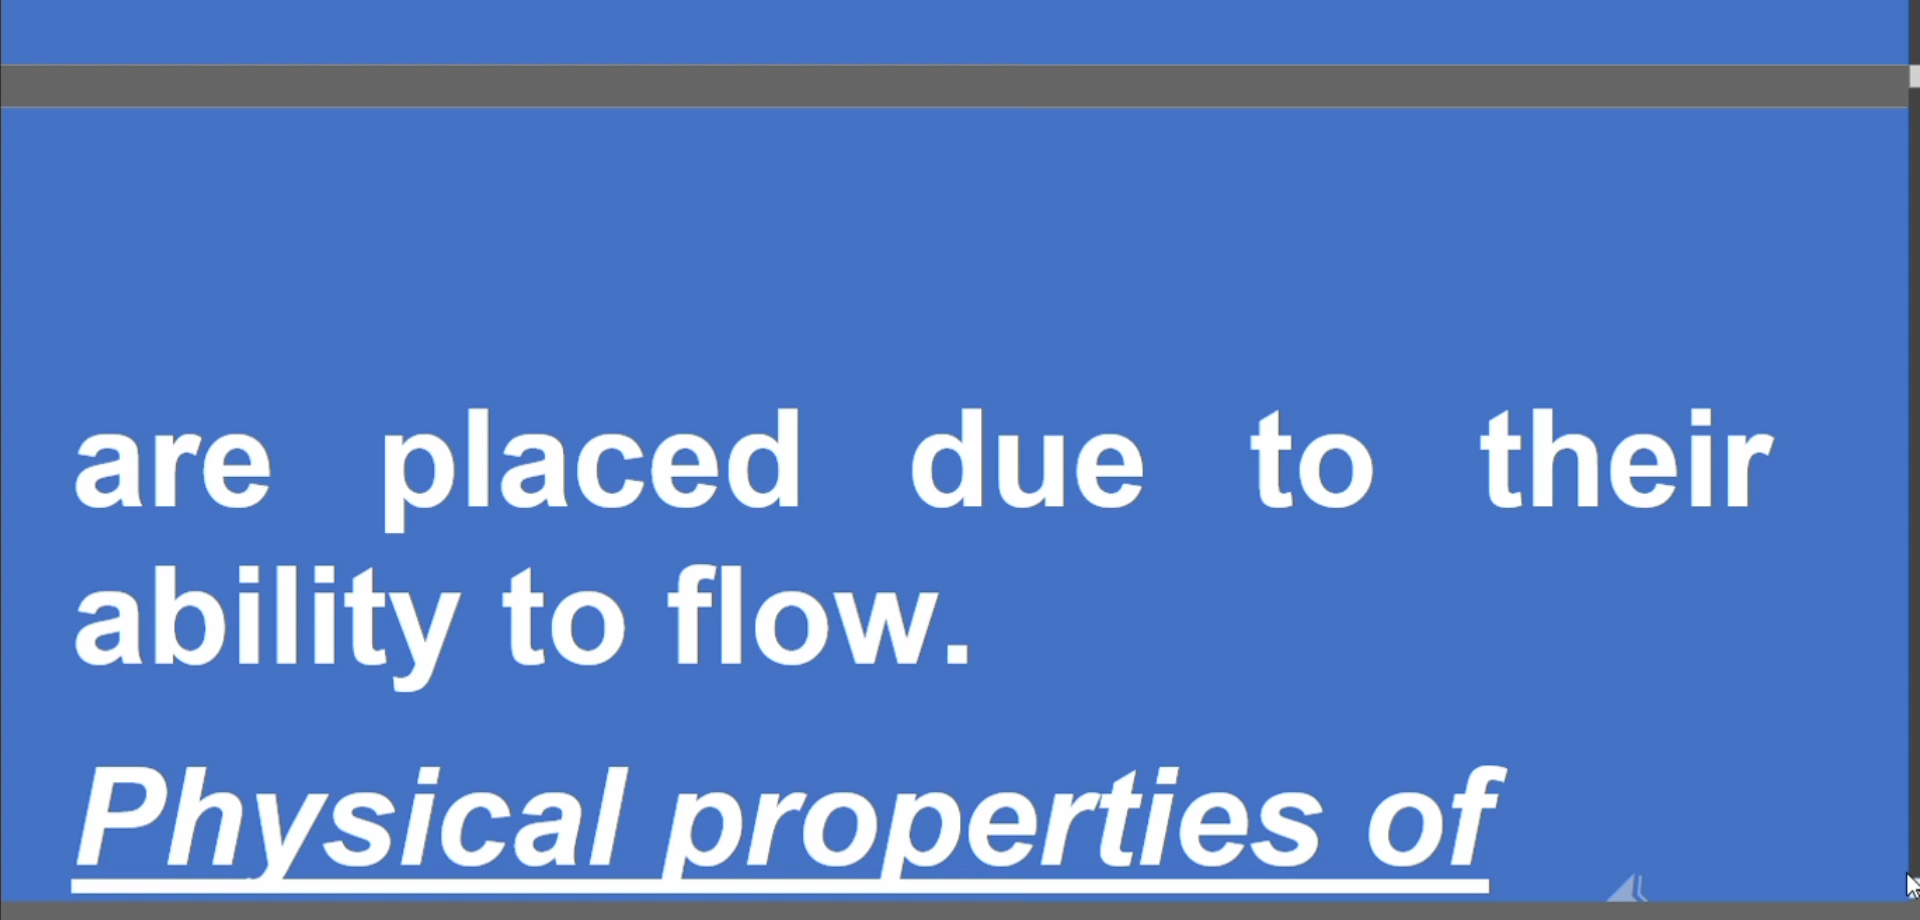 are placed due to their
ability to flow.
Physical properties of